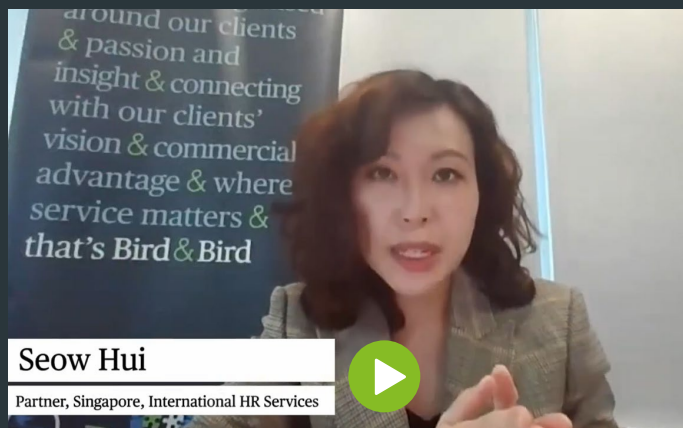 around our clients
& passion and
insight & connecting
with our clients'
vision & commercial
advantage & where
service matters &
that's Bird & Bird
Seow Hui
Partner, Singapore, International HR Services